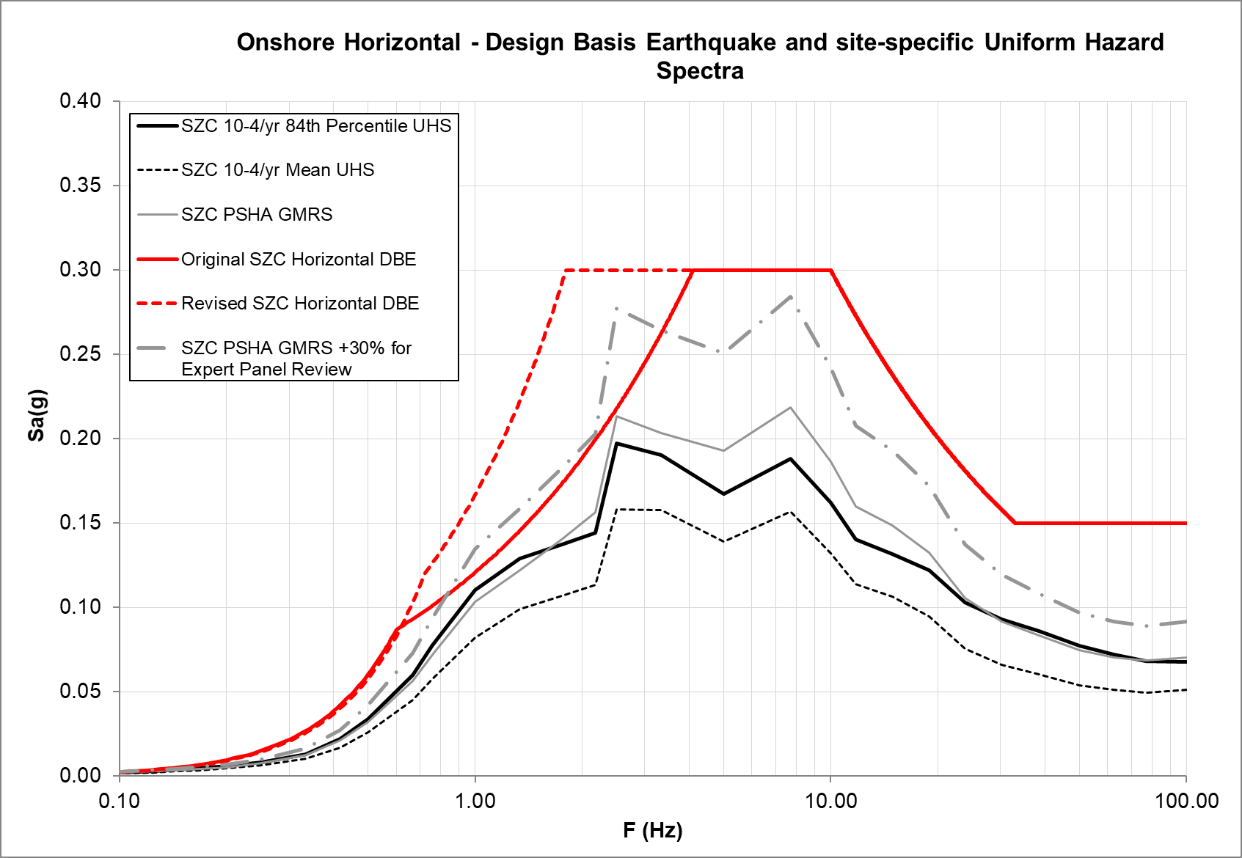 Onshore Horizontal - Design Basis Earthquake and site-specific Uniform Hazard
Spectra
0.40
0.35
0.30
0.25
0.20
0.15
0.10
0.05
0.00
Sa(g)
SZC 10-4/yr 84th Percentile UHS
SZC 10-4/yr Mean UHS
SZC PSHA GMRS
Original SZC Horizontal DBE
Revised SZC Horizontal DBE
SZC PSHA GMRS +30% for
Expert Panel Review
0.10
1.00
10.00
100.00
F (Hz)